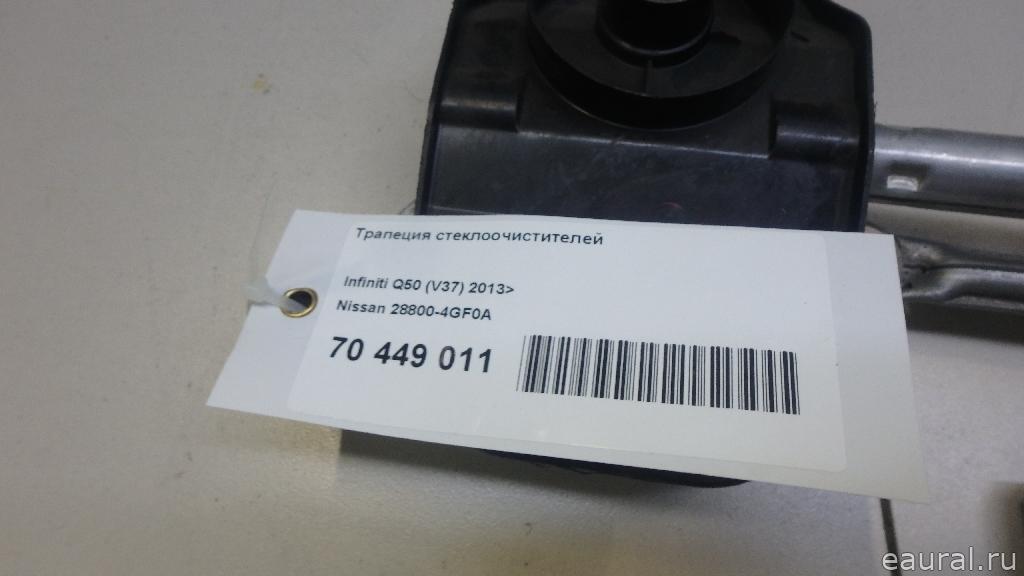 Трапеция стеклоочистителей
Infiniti Q50 (V37) 2013>
Nissan 28800-4GF0A
70 449 011
eaural.ru